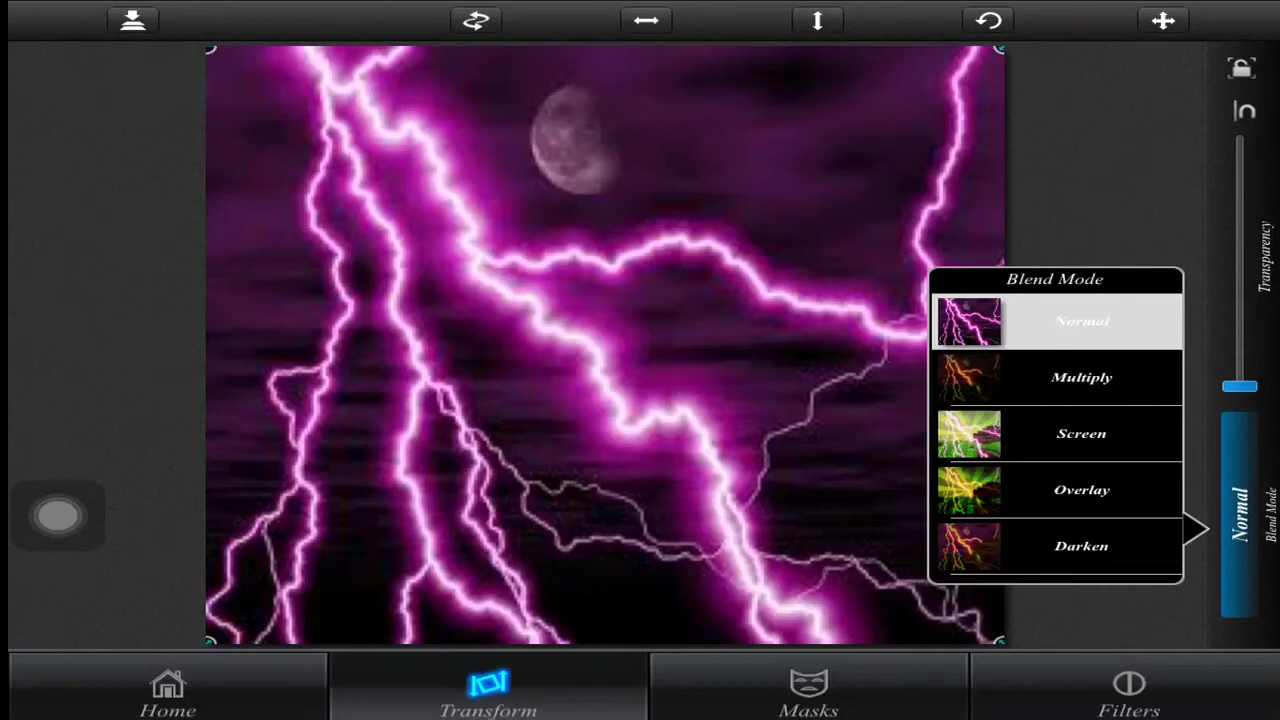 Blend Mode
Normal
Multiply
Screen
Overlay
Darken
Transparency
Normal
Blend Mode
Home
Transform
Masks
Filters